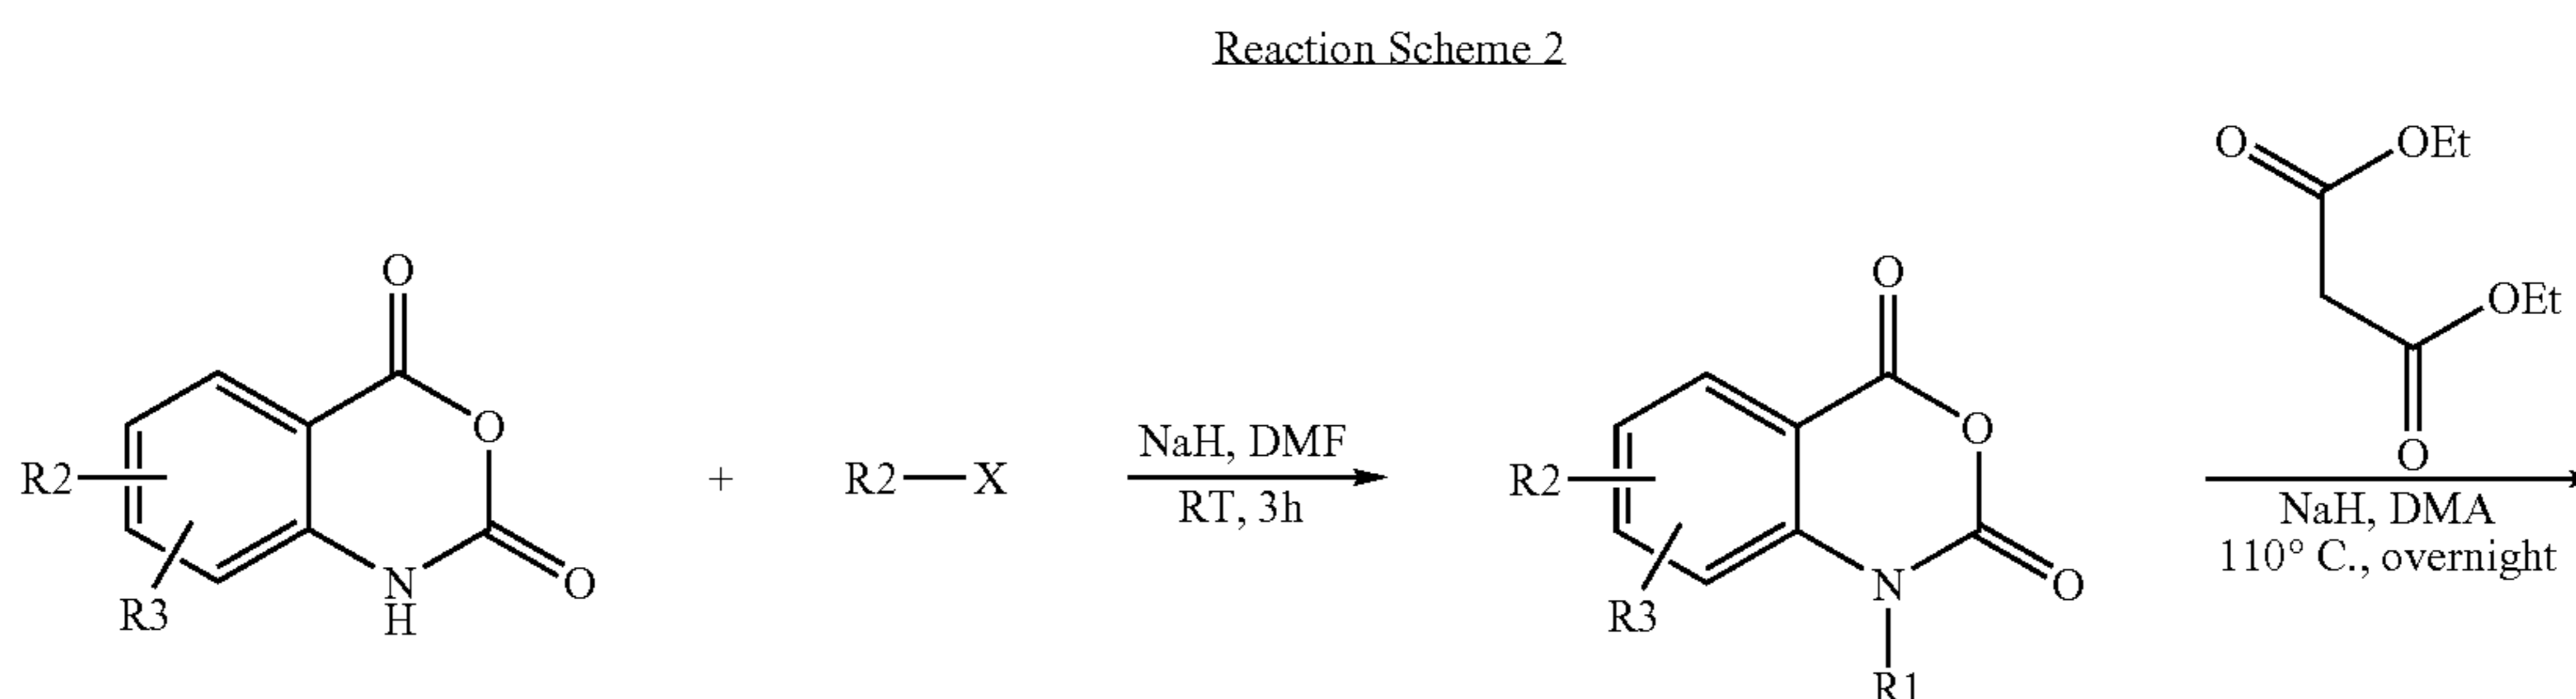 Reaction Scheme 2
O
OEt
OEt
O
O
O
N
H
O
R2
R3
+
R2—X
NaH, DMF
RT, 3h
O
O
N
O
R2
R3
R1
NaH, DMA
110° C., overnight